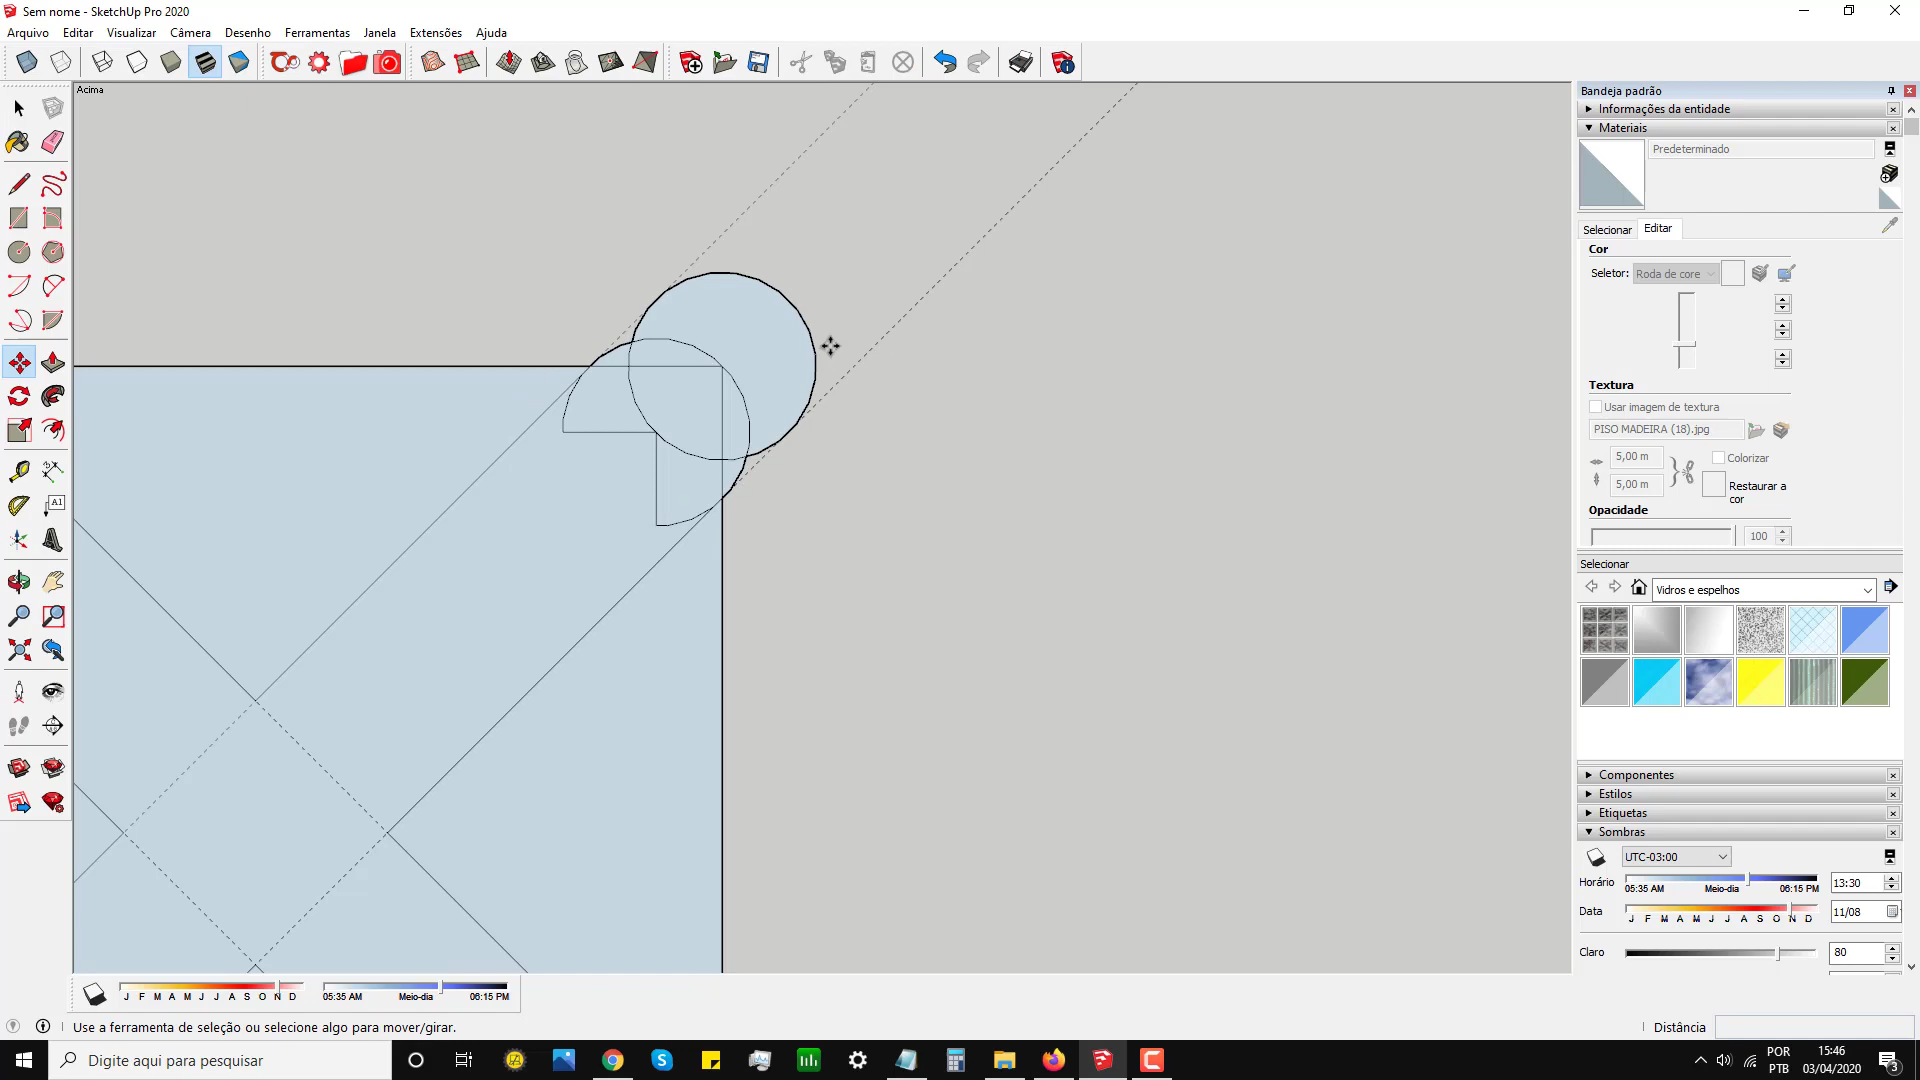 Sem nome - SketchUp Pro 2020
Arquivo Editar Visualizar Câmera Desenho Ferramentas Janela Extensões Ajuda
Acima
Bandeja padrão
Informações da entidade
Materiais
Predeterminado
Selecionar Editar
Cor
Seletor: Roda de core
Textura
Usar imagem de textura
PISO MADEIRA (18).jpg
5,00 m Colorizar
5,00 m Restaurar a cor
Opacidade
100
Selecionar
Vidros e espelhos
Componentes
Estilos
Etiquetas
Sombras
UTC-03:00
Horário 05:35 AM Meio-dia 06:15 PM 13:30
Data J F M A M J J A S O N D 11/08
Claro 80
J F M A M J J A S O N D 05:35 AM Meio-dia 06:15 PM
Use a ferramenta de seleção ou selecione algo para mover/girar. Distância
Digite aqui para pesquisar
POR
PTB
15:46
03/04/2020
3